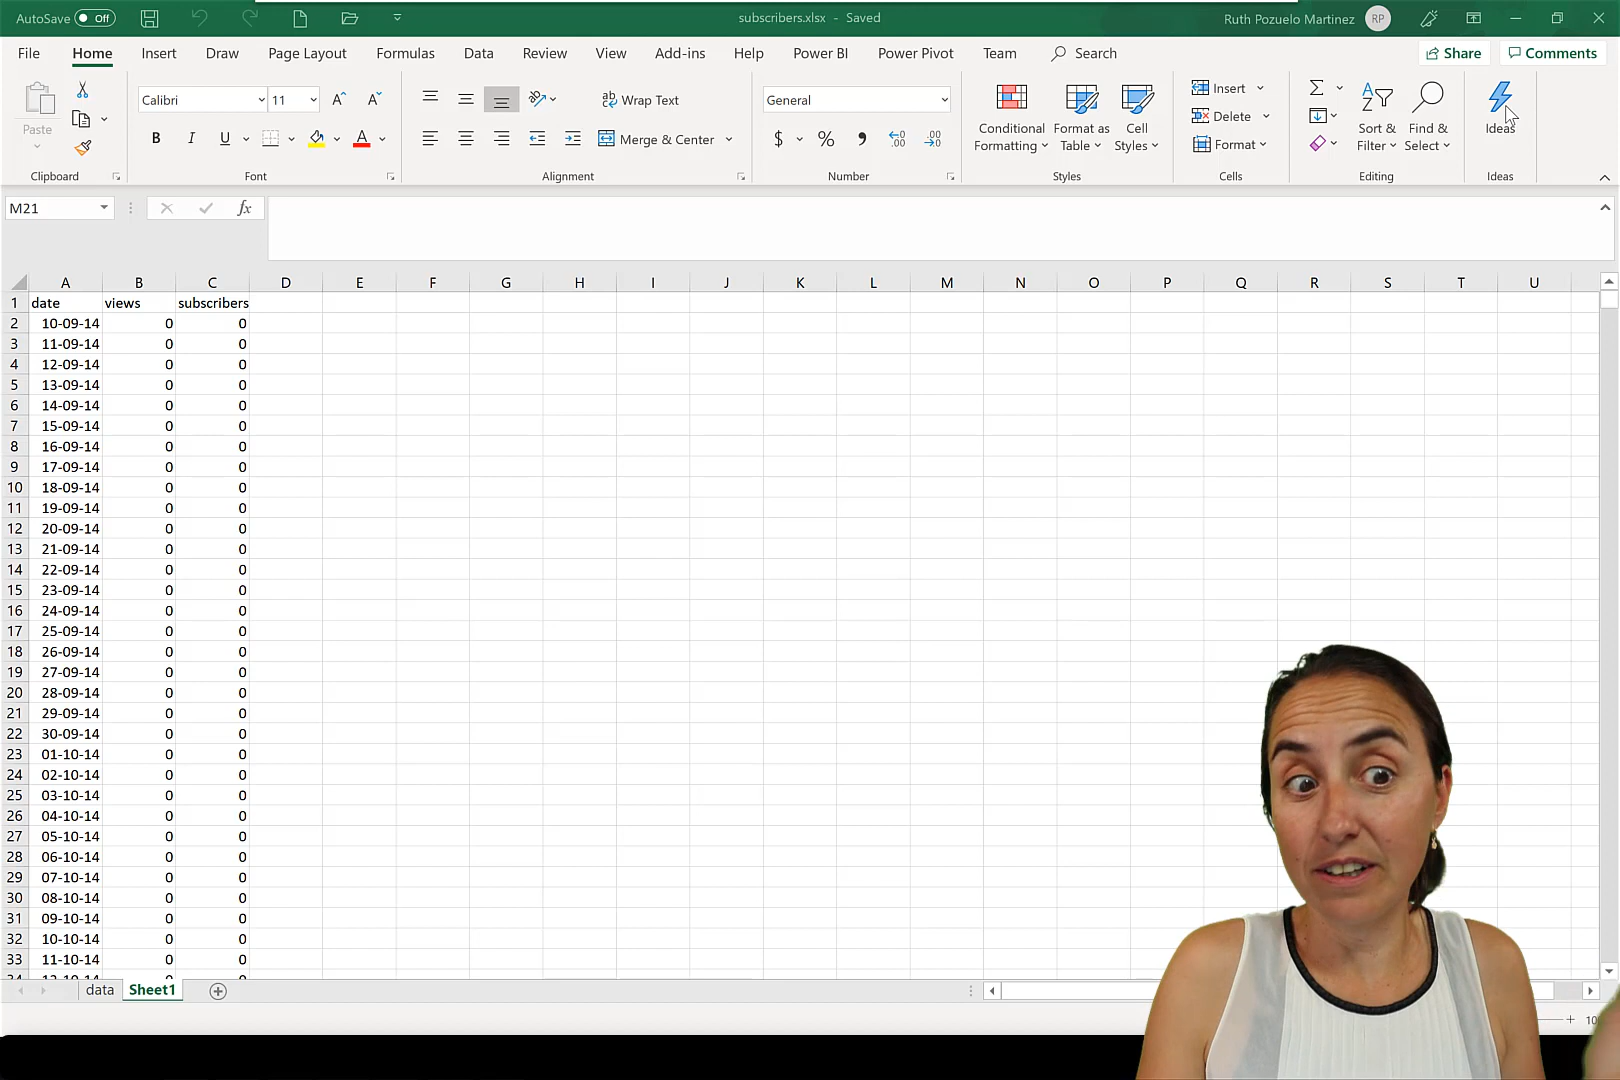 AutoSave Off subscribers.xlsx - Saved Ruth Pozuelo Martinez RP
File Home Insert Draw Page Layout Formulas Data Review View Add-ins Help Power BI Power Pivot Team Search Share Comments
Paste
Clipboard
Calibri 11
B I U A
Font
Wrap Text
Merge & Center
Alignment
General
$ % ,
Number
Conditional Formatting
Format as Table
Cell Styles
Styles
Insert
Delete
Format
Cells
Sort & Filter
Find & Select
Editing
Ideas
Ideas
M21 fx
A B C D E F G H I J K L M N O P Q R S T U
1 date views subscribers
2 10-09-14 0 0
3 11-09-14 0 0
4 12-09-14 0 0
5 13-09-14 0 0
6 14-09-14 0 0
7 15-09-14 0 0
8 16-09-14 0 0
9 17-09-14 0 0
10 18-09-14 0 0
11 19-09-14 0 0
12 20-09-14 0 0
13 21-09-14 0 0
14 22-09-14 0 0
15 23-09-14 0 0
16 24-09-14 0 0
17 25-09-14 0 0
18 26-09-14 0 0
19 27-09-14 0 0
20 28-09-14 0 0
21 29-09-14 0 0
22 30-09-14 0 0
23 01-10-14 0 0
24 02-10-14 0 0
25 03-10-14 0 0
26 04-10-14 0 0
27 05-10-14 0 0
28 06-10-14 0 0
29 07-10-14 0 0
30 08-10-14 0 0
31 09-10-14 0 0
32 10-10-14 0 0
33 11-10-14 0 0
data Sheet1